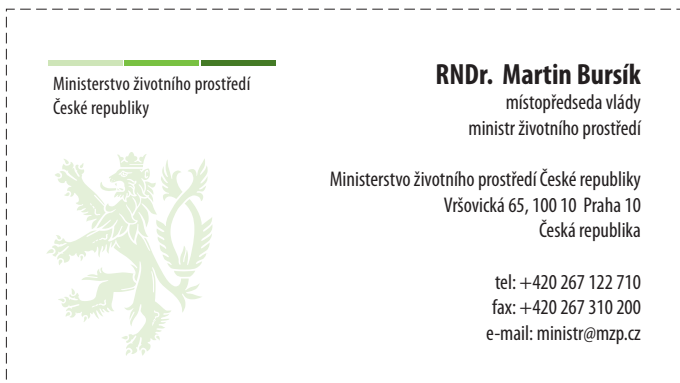 Ministerstvo životního prostředí
České republiky
RNDr. Martin Bursík
místopředseda vlády
ministr životního prostředí
Ministerstvo životního prostředí České republiky
Vršovická 65, 100 10 Praha 10
Česká republika
tel: +420 267 122 710
fax: +420 267 310 200
e-mail: ministr@mzp.cz